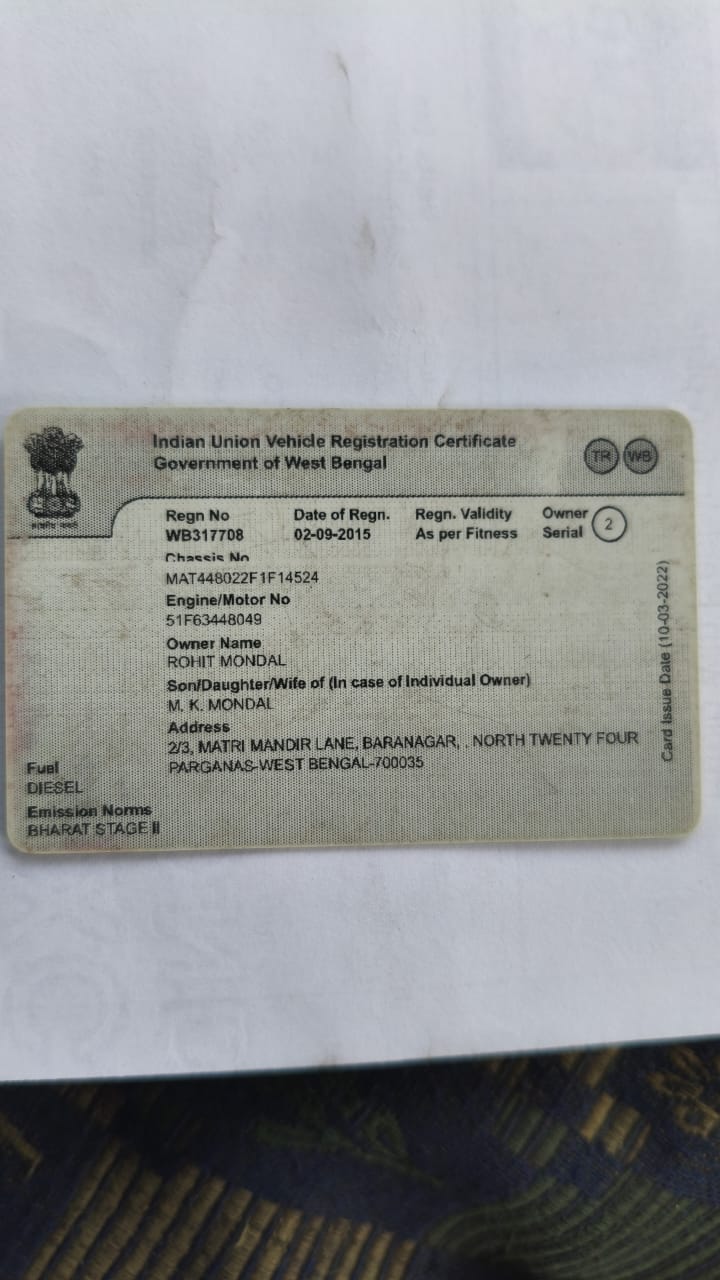 Indian Union Vehicle Registration Certificate
Government of West Bengal
TR WB
Regn No Date of Regn. Regn. Validity Owner Serial 2
WB317708 02-09-2015 As per Fitness
Chassis No
MAT448022F1F14524
Engine/Motor No
51F63448049
Owner Name
ROHIT MONDAL
Son/Daughter/Wife of (In case of Individual Owner)
M. K. MONDAL
Address
2/3, MATRI MANDIR LANE, BARANAGAR, , NORTH TWENTY FOUR
PARGANAS-WEST BENGAL-700035
Fuel
DIESEL
Emission Norms
BHARAT STAGE II
Card Issue Date (10-03-2022)